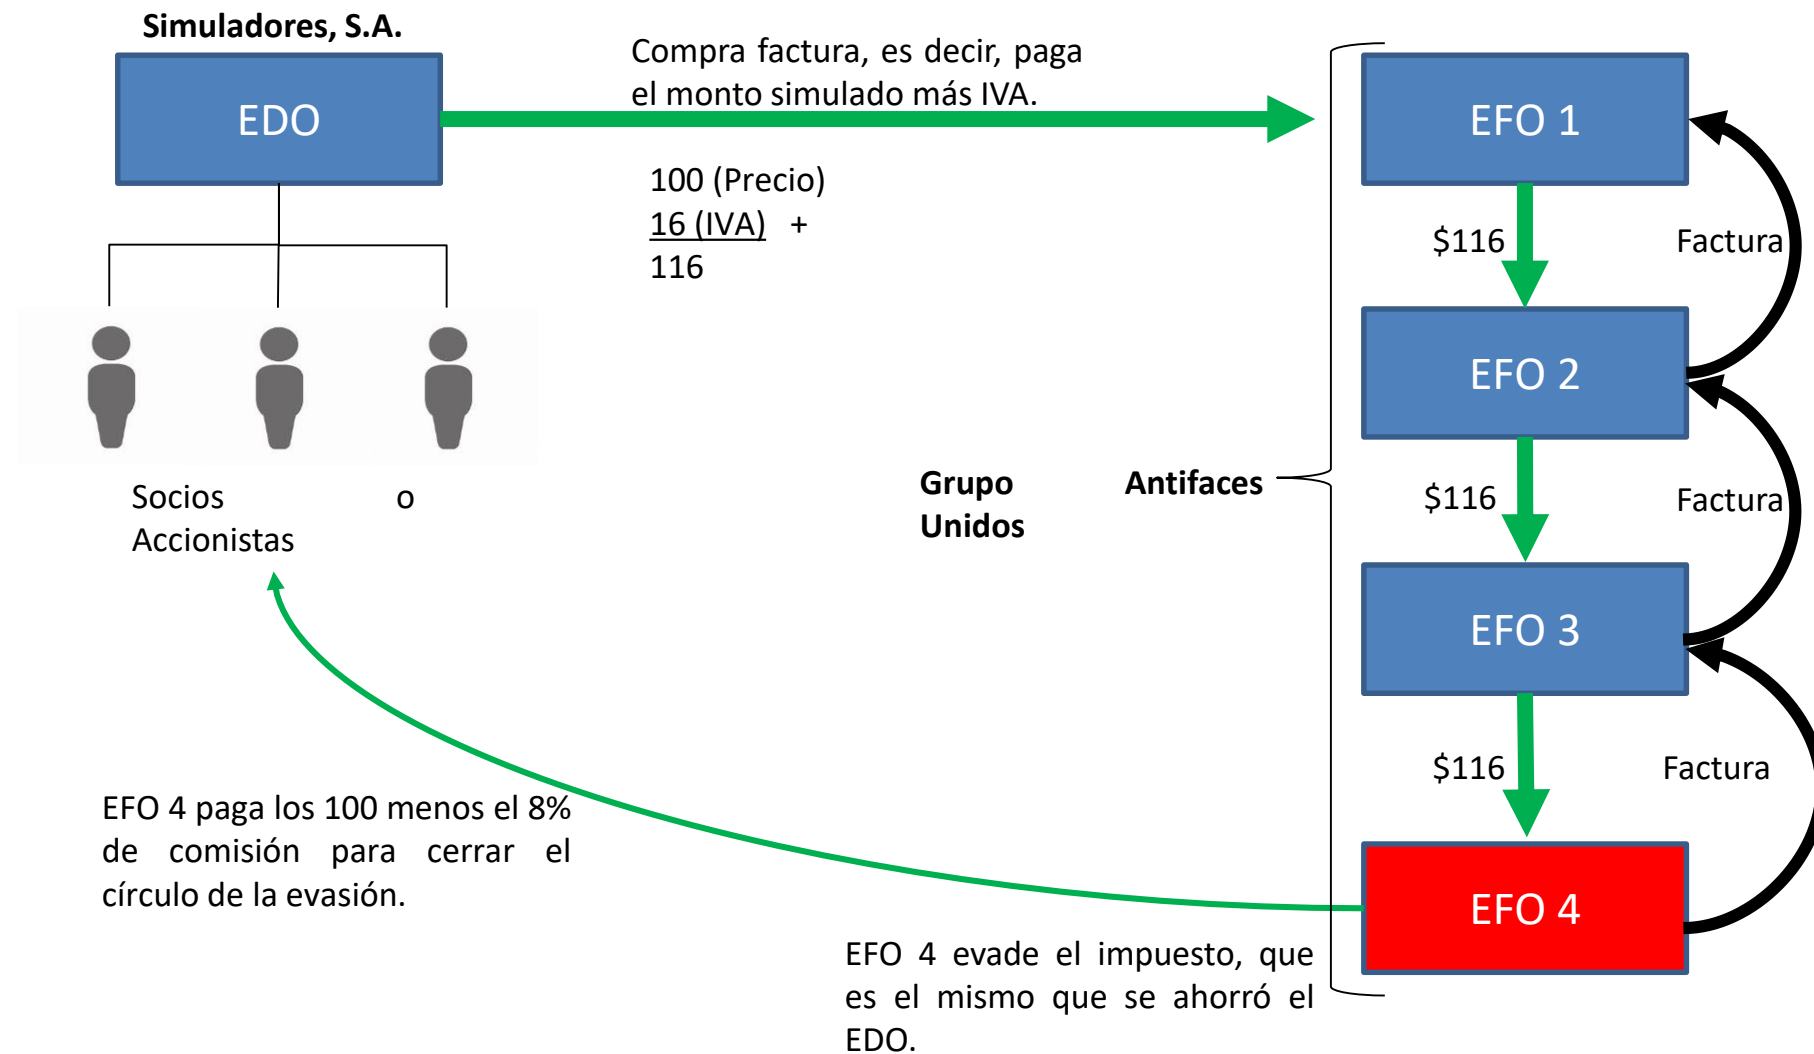 Simuladores, S.A.
EDO
Compra factura, es decir, paga
el monto simulado más IVA.
100 (Precio)
16 (IVA) +
116
Socios o
Accionistas
Grupo Antifaces
Unidos
EFO 1
$116
Factura
EFO 2
$116
Factura
EFO 3
$116
Factura
EFO 4
EFO 4 paga los 100 menos el 8%
de comisión para cerrar el
círculo de la evasión.
EFO 4 evade el impuesto, que
es el mismo que se ahorró el
EDO.